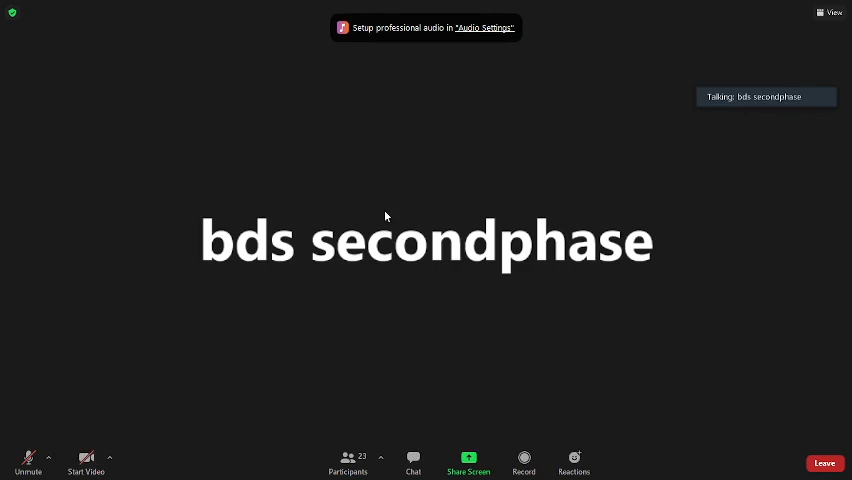 Setup professional audio in "Audio Settings"
View
Talking: bds secondphase
bds secondphase
Unmute
Start Video
23
Participants
Chat
Share Screen
Record
Reactions
Leave